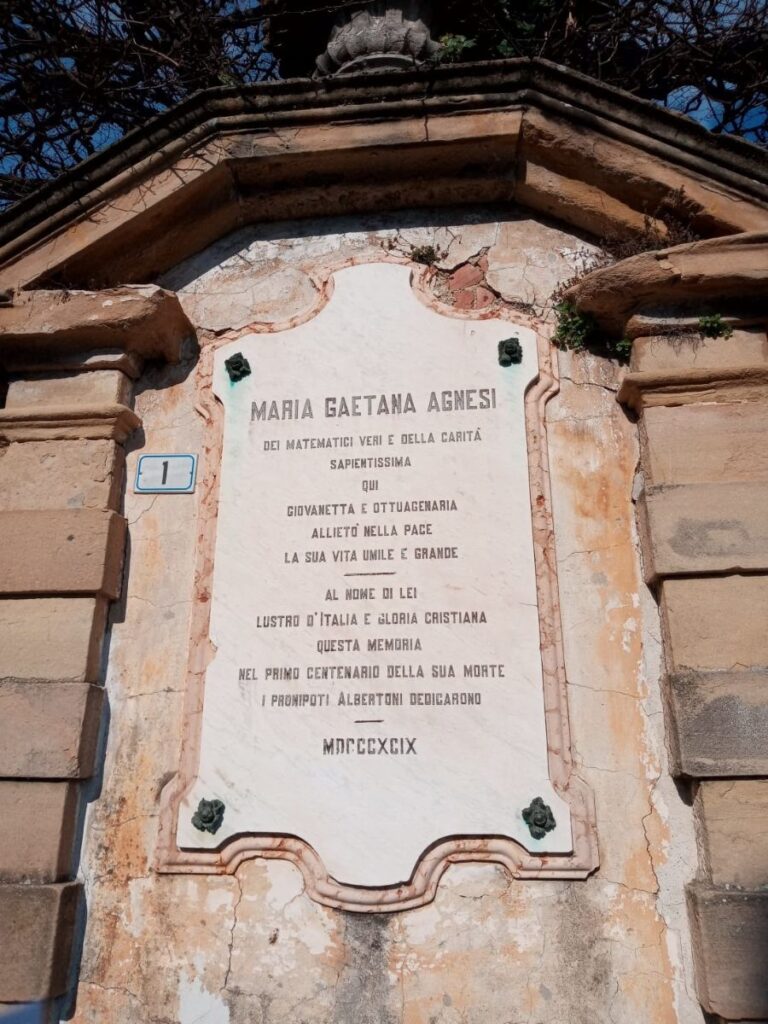 MARIA GAETANA AGNESI
DEI MATEMATICI VERI E DELLA CARITÀ
SAPIENTISSIMA
QUI
GIOVANETTA E OTTUAGENARIA
ALLIETO' NELLA PACE
LA SUA VITA UMILE E GRANDE
AL NOME DI LEI
LUSTRO D'ITALIA E GLORIA CRISTIANA
QUESTA MEMORIA
NEL PRIMO CENTENARIO DELLA SUA MORTE
I PRONIPOTI ALBERTONI DEDICARONO
MDCCCXCIX
1